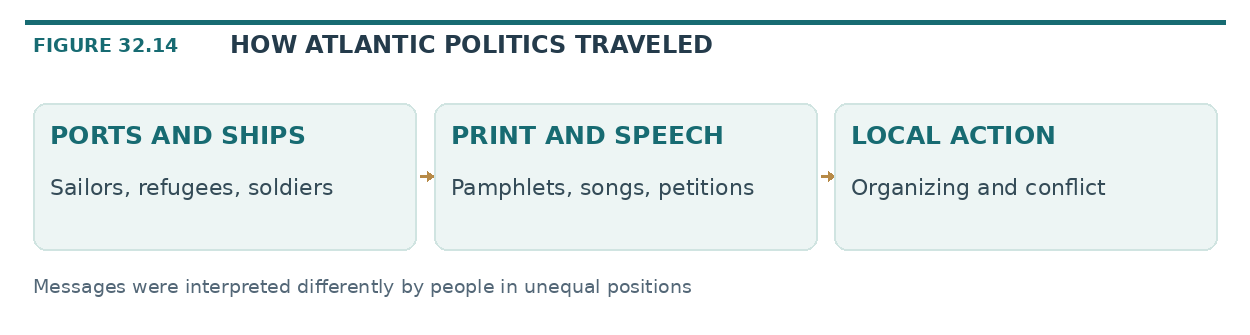 FIGURE 32.14 HOW ATLANTIC POLITICS TRAVELED
PORTS AND SHIPS
Sailors, refugees, soldiers
PRINT AND SPEECH
Pamphlets, songs, petitions
LOCAL ACTION
Organizing and conflict
Messages were interpreted differently by people in unequal positions